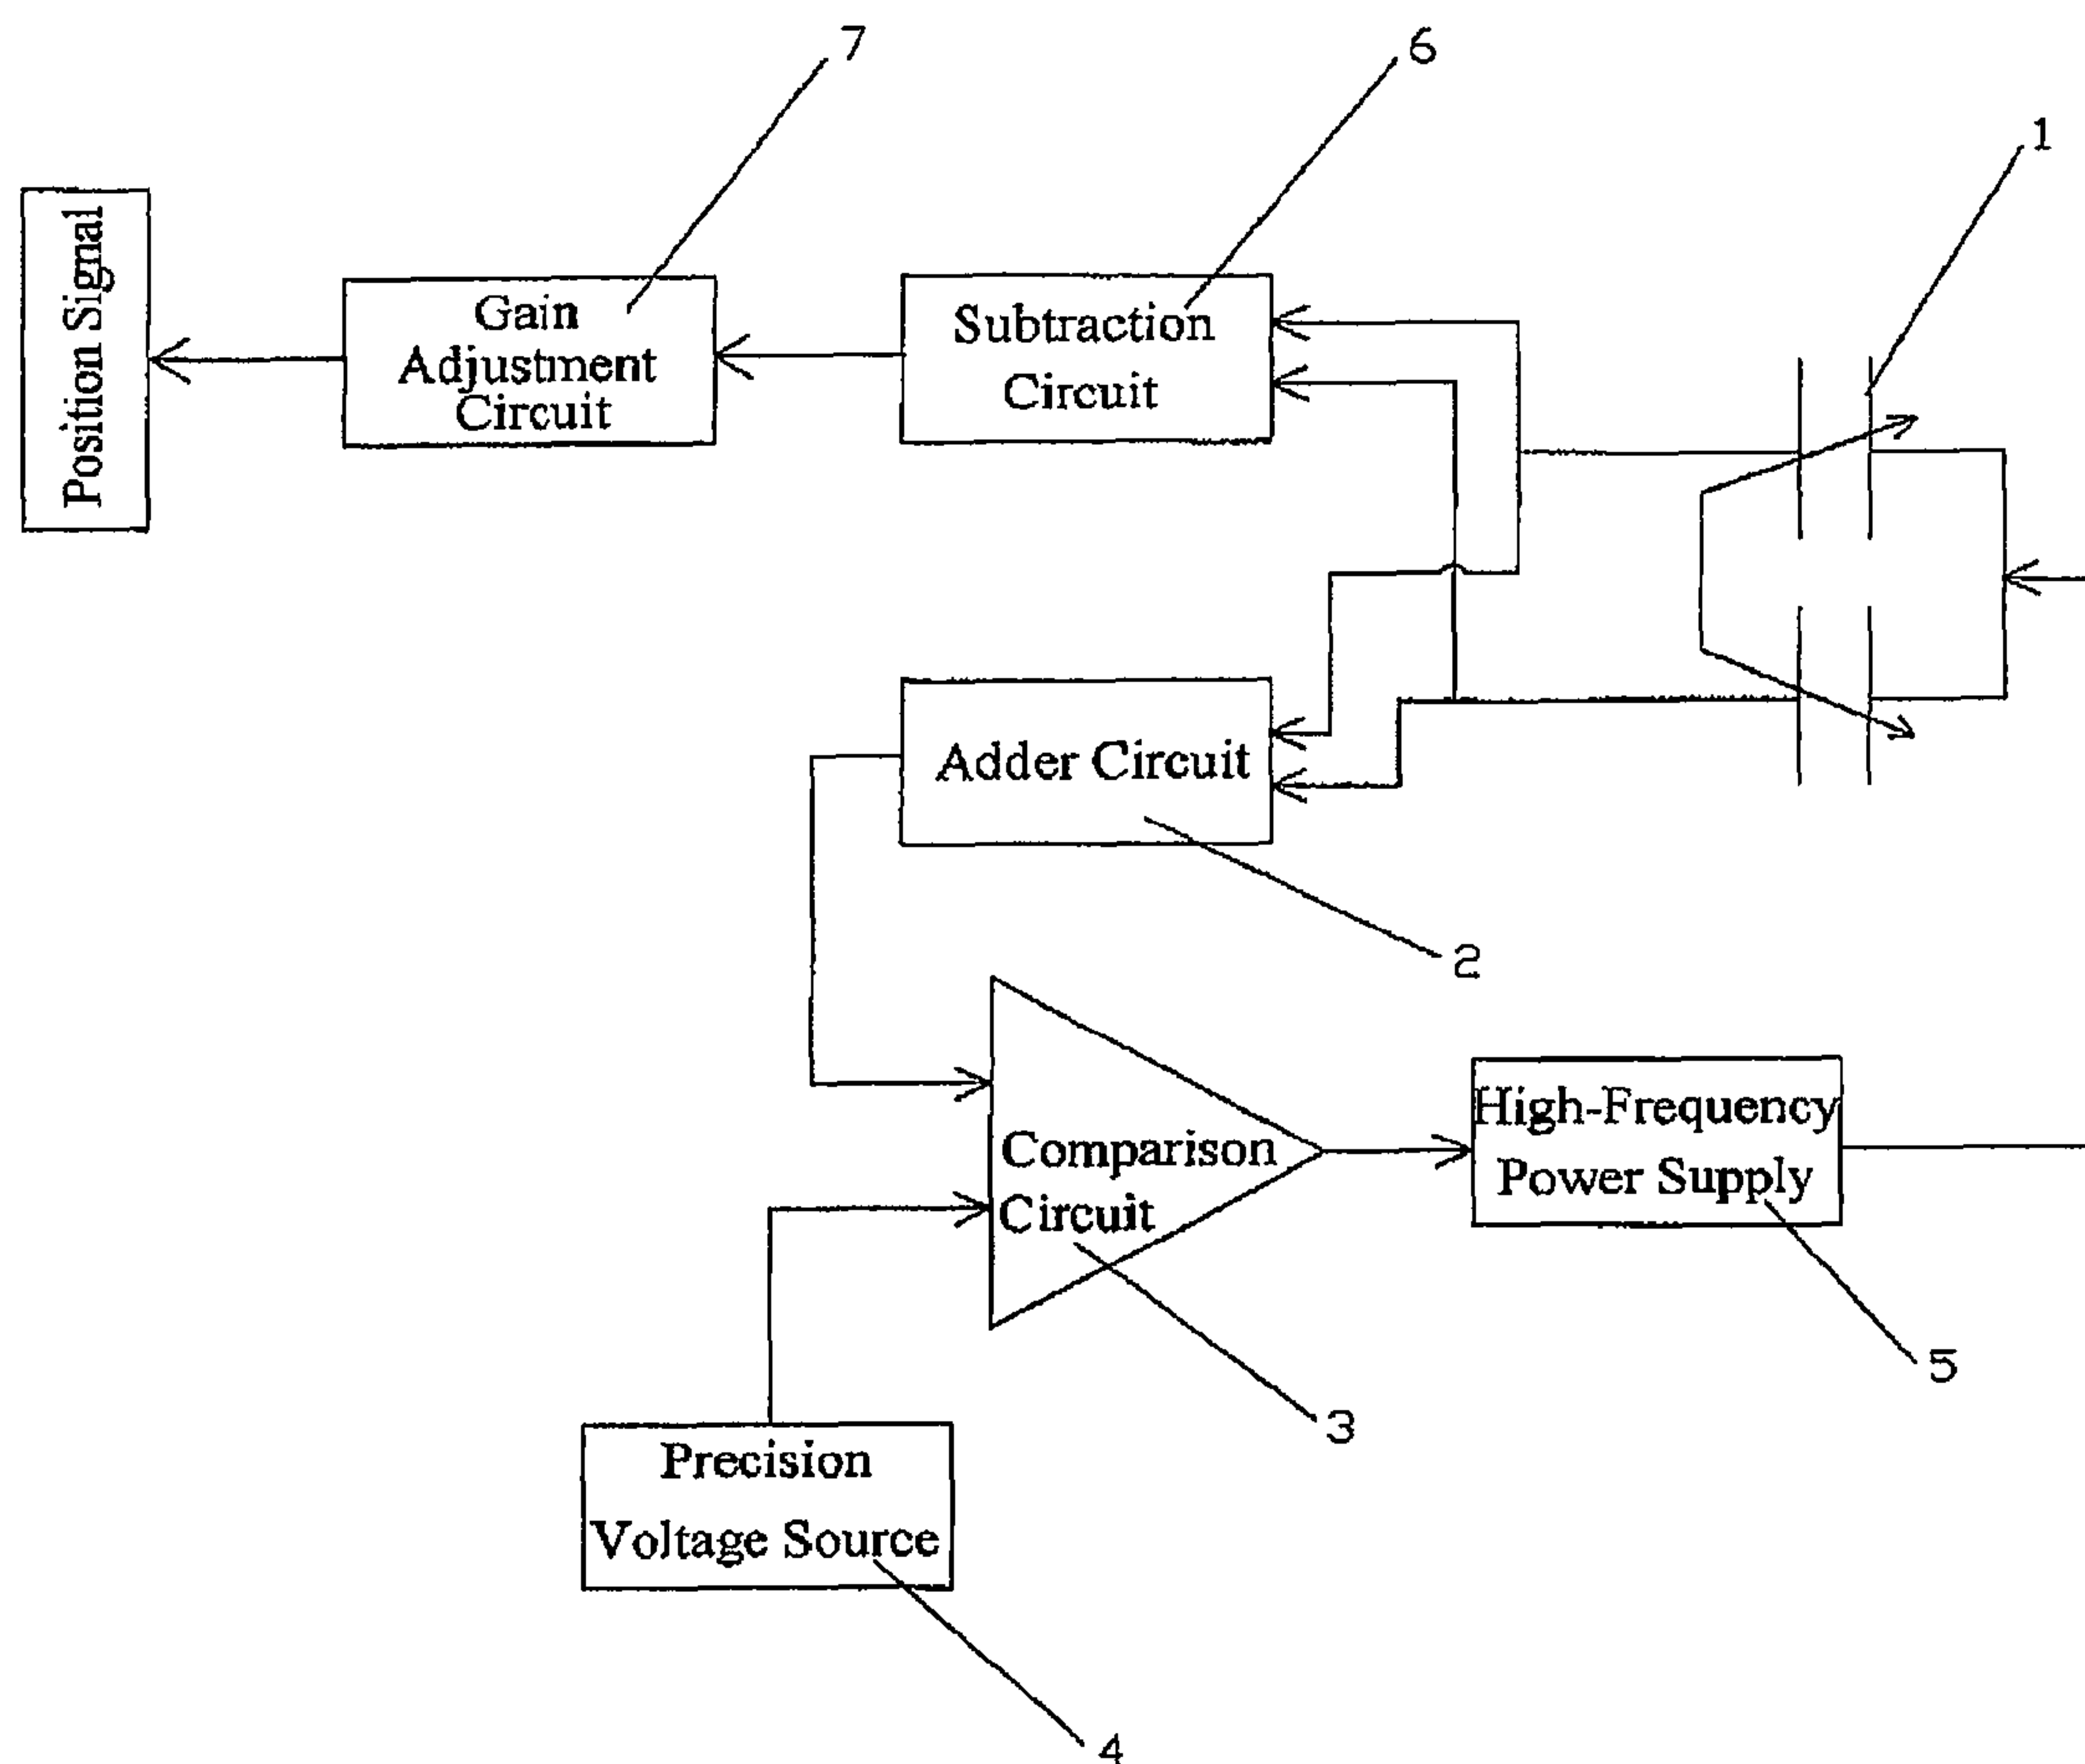 7
6
1
Position Signal
Gain
Adjustment
Circuit
Subtraction
Circuit
Adder Circuit
2
Comparison
Circuit
High-Frequency
Power Supply
5
3
Precision
Voltage Source
4